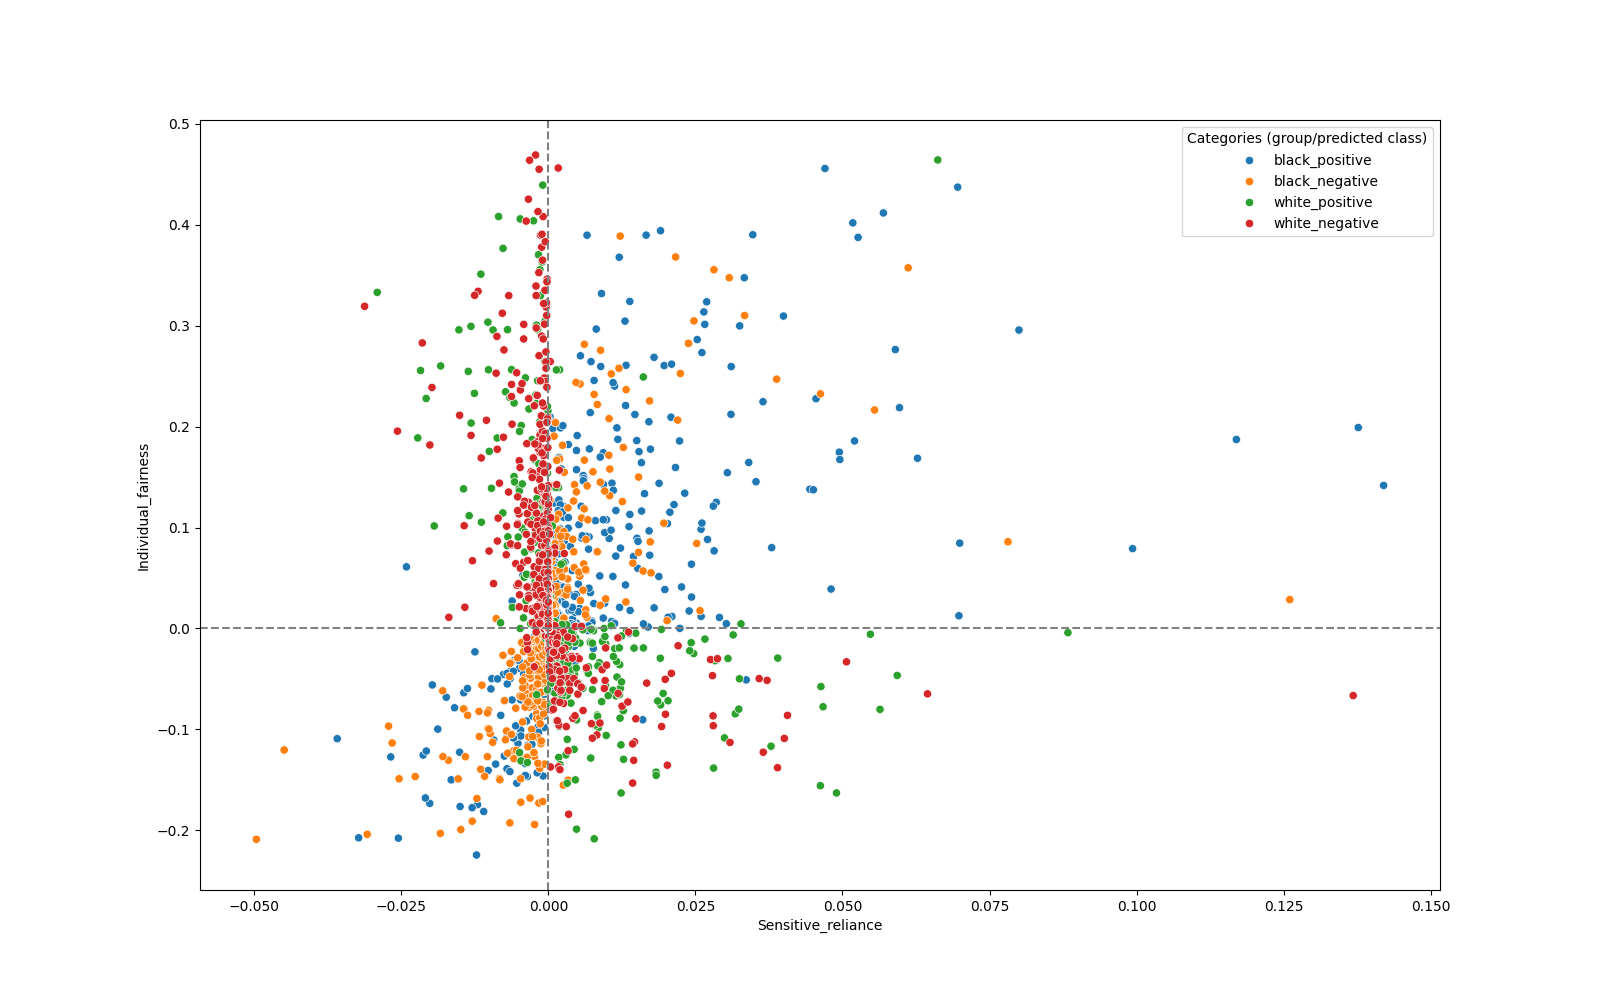 Categories (group/predicted class)
black_positive
black_negative
white_positive
white_negative
0.5
0.4
0.3
0.2
0.1
0.0
−0.1
−0.2
Individual_fairness
−0.050
−0.025
0.000
0.025
0.050
0.075
0.100
0.125
0.150
Sensitive_reliance